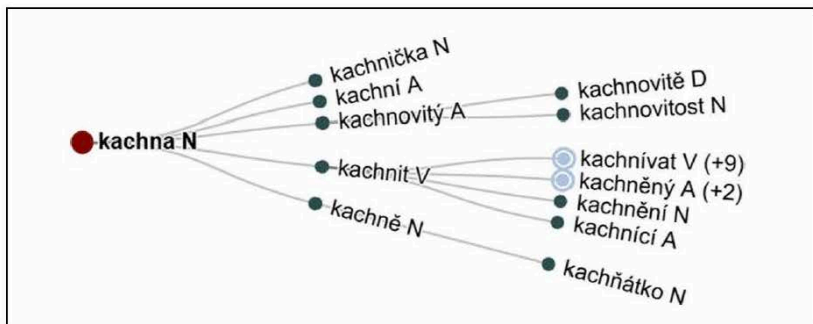 kachnička N
kachní A
kachnovitý A
kachnovitě D
kachnovitost N
kachna N
kachnit V
kachnívat V (+9)
kachněný A (+2)
kachnění N
kachnící A
kachně N
kachňátko N